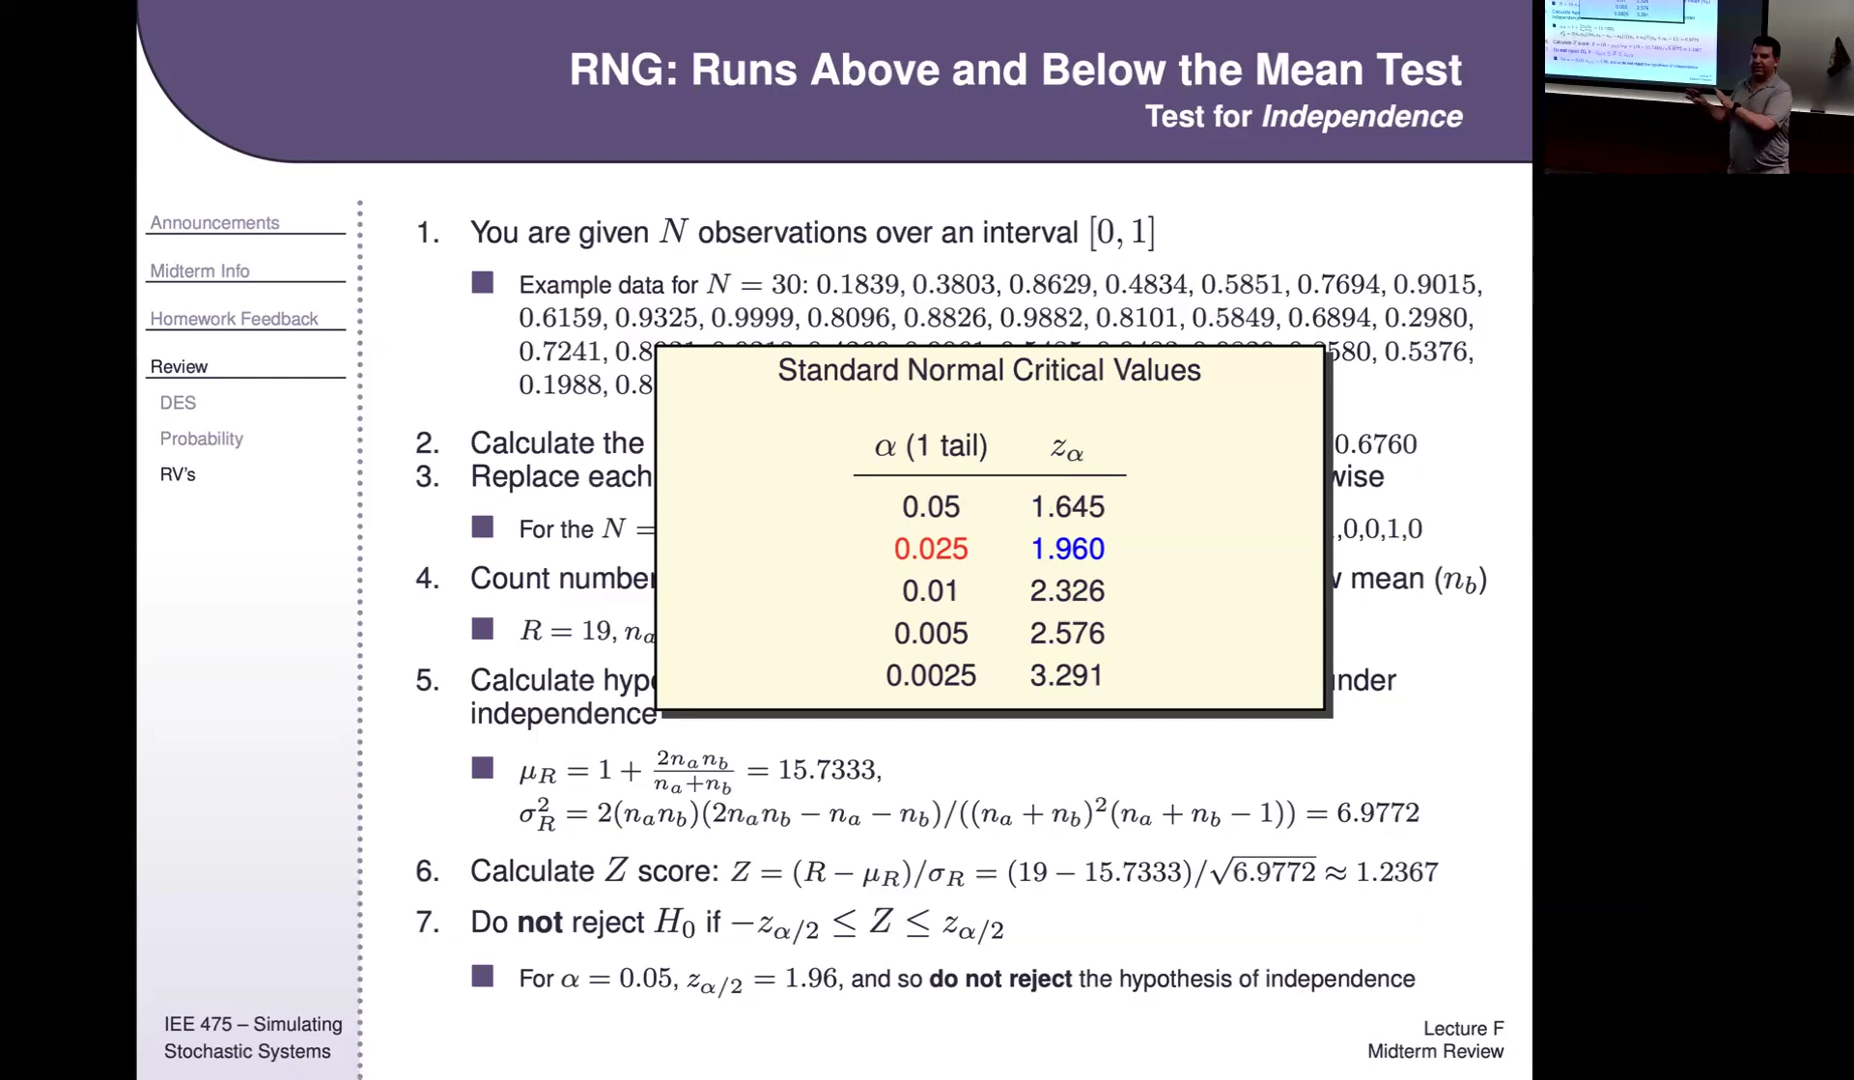 RNG: Runs Above and Below the Mean Test
Test for Independence
Announcements
Midterm Info
Homework Feedback
Review
DES
Probability
RV's
1. You are given N observations over an interval [0, 1]
Example data for N = 30: 0.1839, 0.3803, 0.8629, 0.4834, 0.5851, 0.7694, 0.9015,
0.6159, 0.9325, 0.9999, 0.8096, 0.8826, 0.9882, 0.8101, 0.5849, 0.6894, 0.2980,
0.7241, 0.8 580, 0.5376,
0.1988, 0.8
2. Calculate the 0.6760
3. Replace each wise
For the N = ,0,0,1,0
4. Count number mean (n_b)
R = 19, n_a
5. Calculate hyp under
independence
μ_R = 1 + 2n_a n_b / n_a+n_b = 15.7333,
σ²_R = 2(n_a n_b)(2n_a n_b − n_a − n_b)/((n_a + n_b)²(n_a + n_b − 1)) = 6.9772
6. Calculate Z score: Z = (R − μ_R)/σ_R = (19 − 15.7333)/√6.9772 ≈ 1.2367
7. Do not reject H₀ if −z_α/2 ≤ Z ≤ z_α/2
For α = 0.05, z_α/2 = 1.96, and so do not reject the hypothesis of independence
Standard Normal Critical Values
α (1 tail) z_α
0.05 1.645
0.025 1.960
0.01 2.326
0.005 2.576
0.0025 3.291
IEE 475 – Simulating
Stochastic Systems
Lecture F
Midterm Review